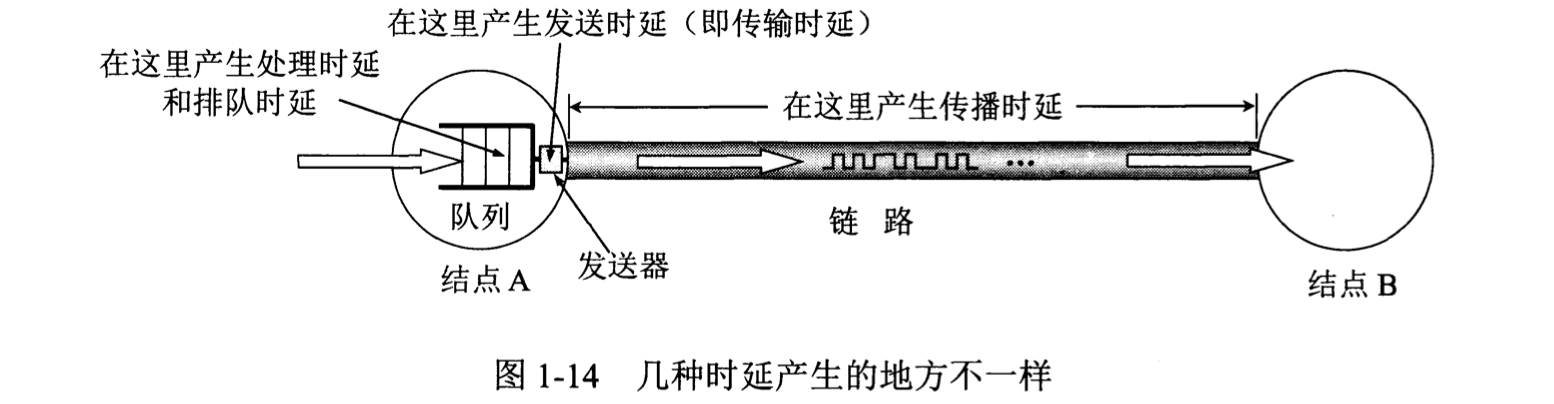 在这里产生发送时延（即传输时延）
在这里产生处理时延
和排队时延
在这里产生传播时延
队列
链 路
发送器
结点 A
结点 B
图 1-14 几种时延产生的地方不一样